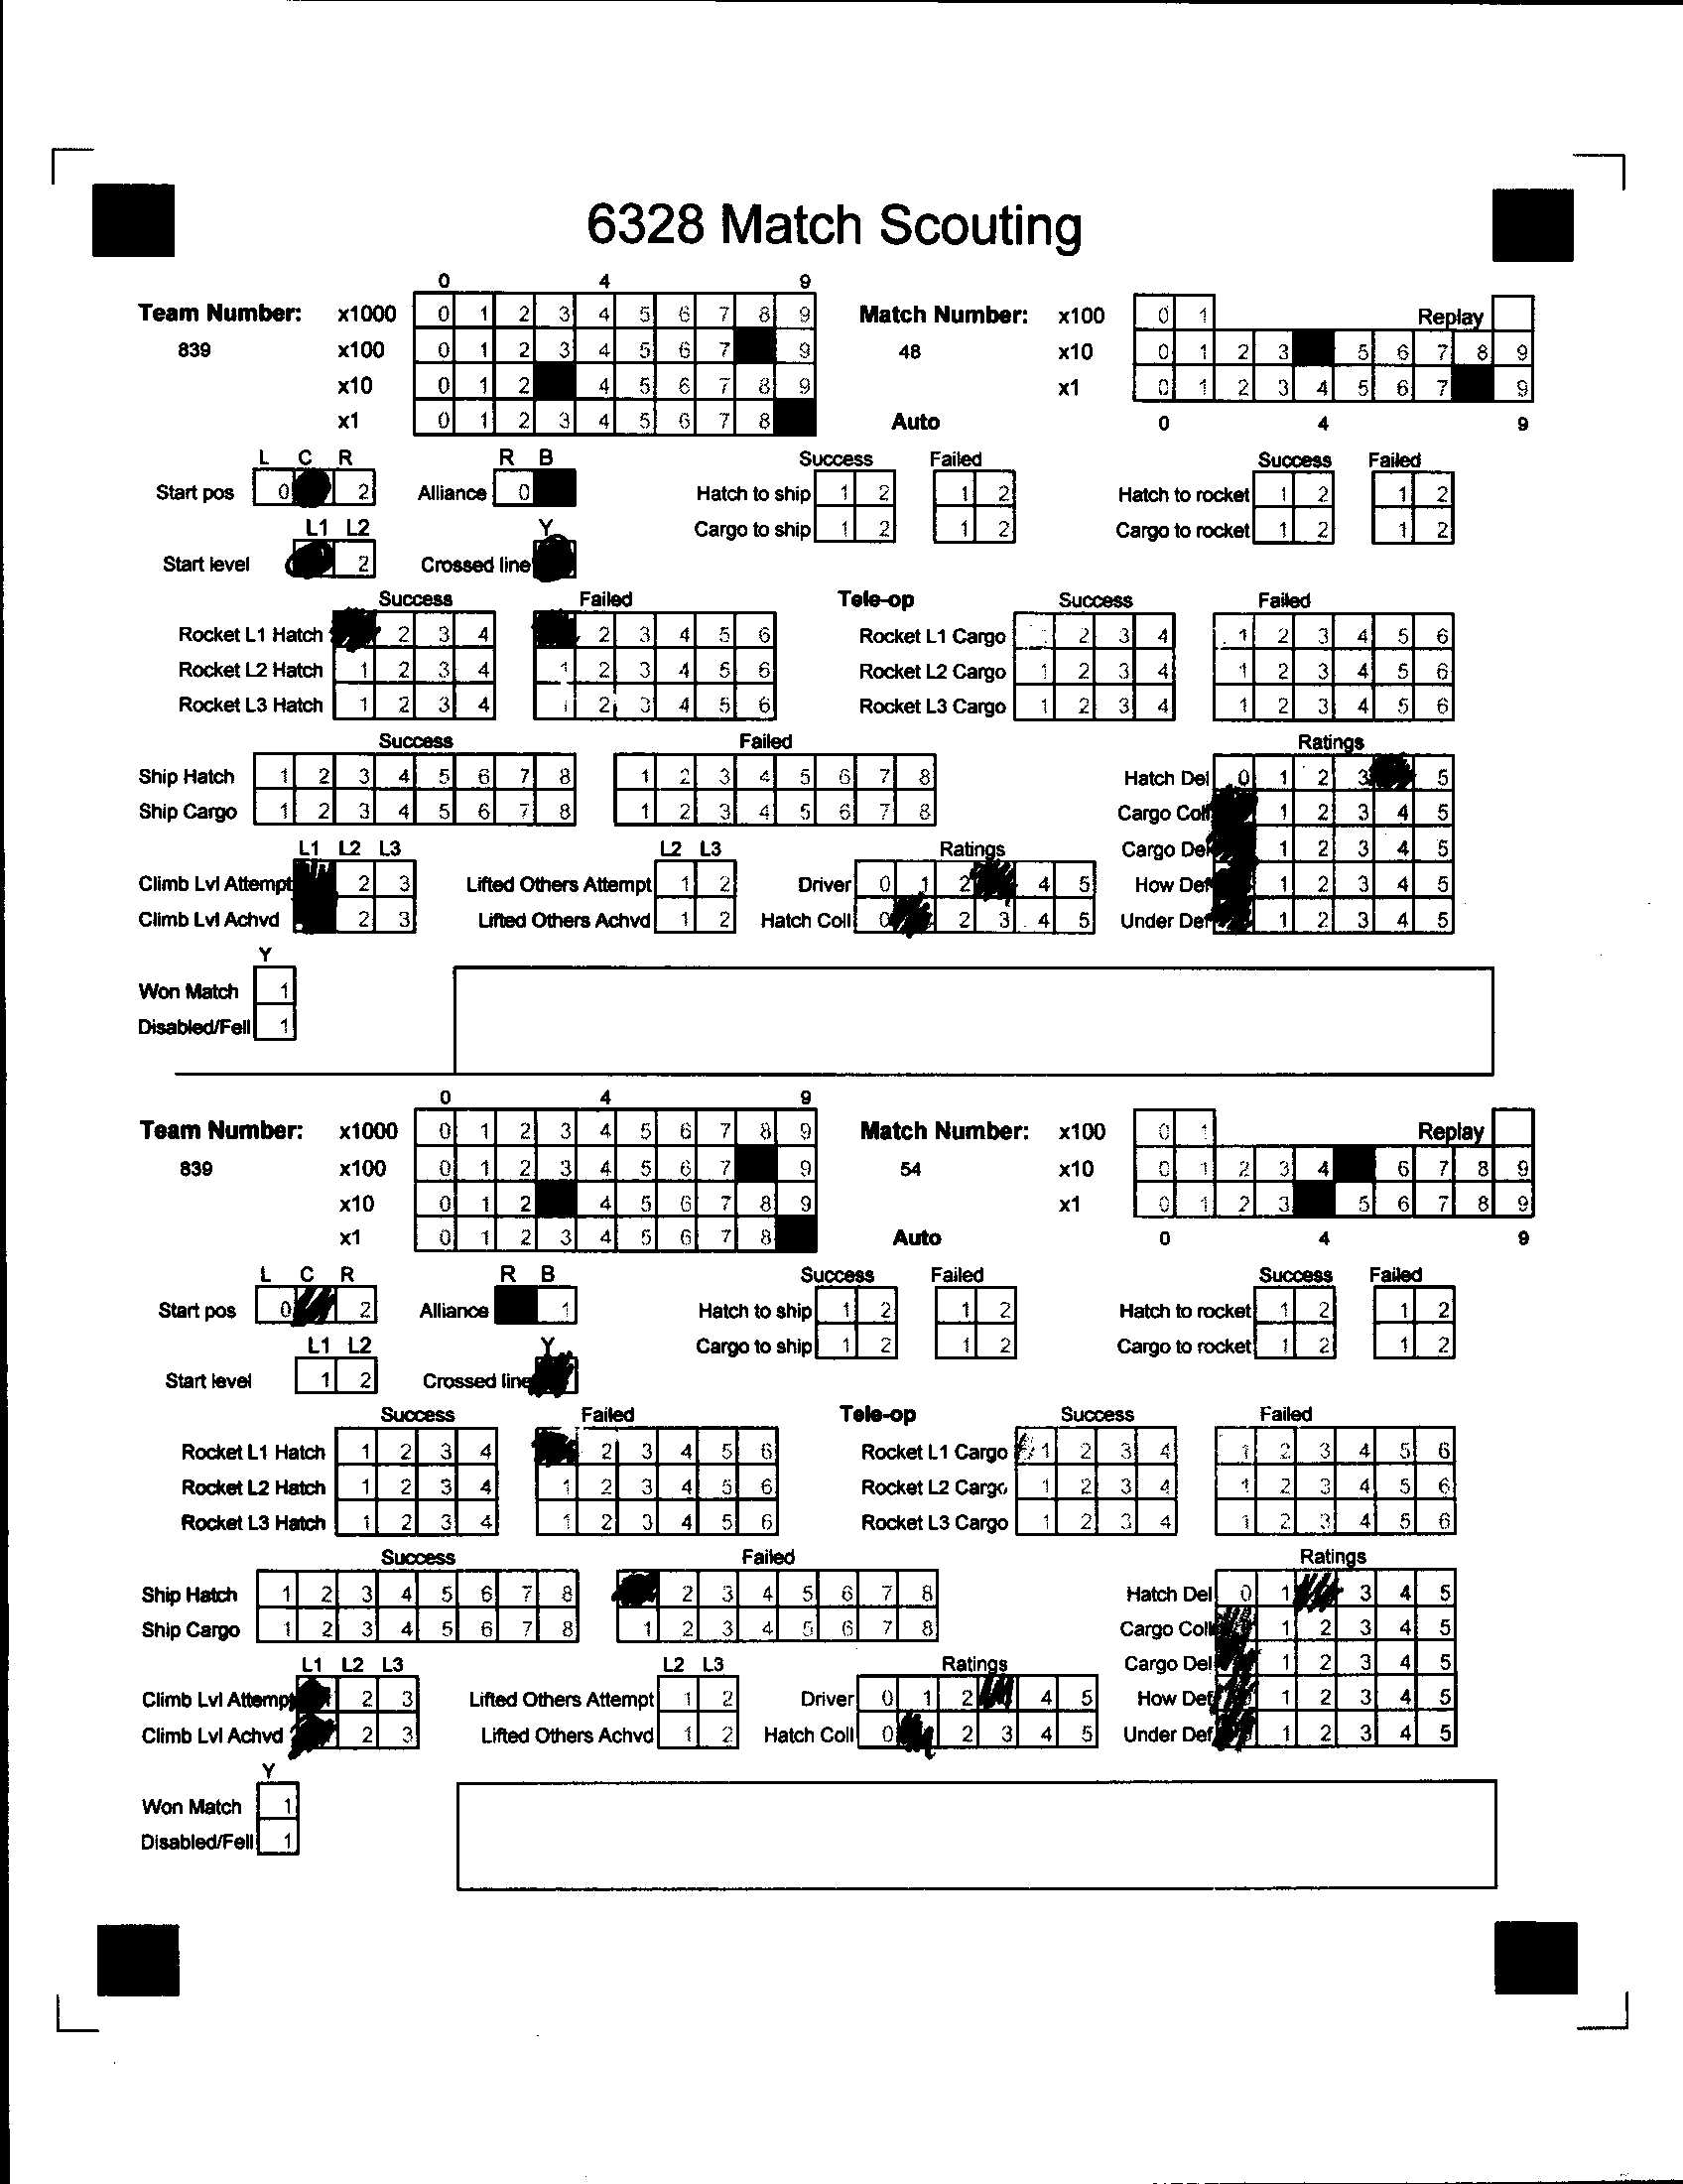 6328 Match Scouting
0 4 9
Team Number: x1000 0 1 2 3 4 5 6 7 8 9 Match Number: x100 0 1 Replay
839 x100 0 1 2 3 4 5 6 7 9 48 x10 0 1 2 3 5 6 7 8 9
x10 0 1 2 4 5 6 7 8 9 x1 0 1 2 3 4 5 6 7 9
x1 0 1 2 3 4 5 6 7 8 Auto 0 4 9
L C R R B Success Failed Success Failed
Start pos 0 2 Alliance 0 Hatch to ship 1 2 1 2 Hatch to rocket 1 2 1 2
L1 L2 Y Cargo to ship 1 2 1 2 Cargo to rocket 1 2 1 2
Start level 2 Crossed line
Success Failed Tele-op Success Failed
Rocket L1 Hatch 2 3 4 2 3 4 5 6 Rocket L1 Cargo 2 3 4 1 2 3 4 5 6
Rocket L2 Hatch 1 2 3 4 1 2 3 4 5 6 Rocket L2 Cargo 1 2 3 4 1 2 3 4 5 6
Rocket L3 Hatch 1 2 3 4 1 2 3 4 5 6 Rocket L3 Cargo 1 2 3 4 1 2 3 4 5 6
Success Failed Ratings
Ship Hatch 1 2 3 4 5 6 7 8 1 2 3 4 5 6 7 8 Hatch Del 0 1 2 3 5
Ship Cargo 1 2 3 4 5 6 7 8 1 2 3 4 5 6 7 8 Cargo Coll 1 2 3 4 5
L1 L2 L3 L2 L3 Ratings Cargo Del 1 2 3 4 5
Climb Lvl Attempt 2 3 Lifted Others Attempt 1 2 Driver 0 1 2 4 5 How Def 1 2 3 4 5
Climb Lvl Achvd 2 3 Lifted Others Achvd 1 2 Hatch Coll 0 2 3 4 5 Under Def 1 2 3 4 5
Y
Won Match 1
Disabled/Fell 1
0 4 9
Team Number: x1000 0 1 2 3 4 5 6 7 8 9 Match Number: x100 0 1 Replay
839 x100 0 1 2 3 4 5 6 7 9 54 x10 0 1 2 3 4 6 7 8 9
x10 0 1 2 4 5 6 7 8 9 x1 0 1 2 3 5 6 7 8 9
x1 0 1 2 3 4 5 6 7 8 Auto 0 4 9
L C R R B Success Failed Success Failed
Start pos 0 2 Alliance 1 Hatch to ship 1 2 1 2 Hatch to rocket 1 2 1 2
L1 L2 Y Cargo to ship 1 2 1 2 Cargo to rocket 1 2 1 2
Start level 1 2 Crossed line
Success Failed Tele-op Success Failed
Rocket L1 Hatch 1 2 3 4 2 3 4 5 6 Rocket L1 Cargo 1 2 3 4 1 2 3 4 5 6
Rocket L2 Hatch 1 2 3 4 1 2 3 4 5 6 Rocket L2 Cargo 1 2 3 4 1 2 3 4 5 6
Rocket L3 Hatch 1 2 3 4 1 2 3 4 5 6 Rocket L3 Cargo 1 2 3 4 1 2 3 4 5 6
Success Failed Ratings
Ship Hatch 1 2 3 4 5 6 7 8 2 3 4 5 6 7 8 Hatch Del 0 1 3 4 5
Ship Cargo 1 2 3 4 5 6 7 8 1 2 3 4 5 6 7 8 Cargo Coll 1 2 3 4 5
L1 L2 L3 L2 L3 Ratings Cargo Del 1 2 3 4 5
Climb Lvl Attempt 2 3 Lifted Others Attempt 1 2 Driver 0 1 2 4 5 How Def 1 2 3 4 5
Climb Lvl Achvd 2 3 Lifted Others Achvd 1 2 Hatch Coll 0 2 3 4 5 Under Def 1 2 3 4 5
Y
Won Match 1
Disabled/Fell 1